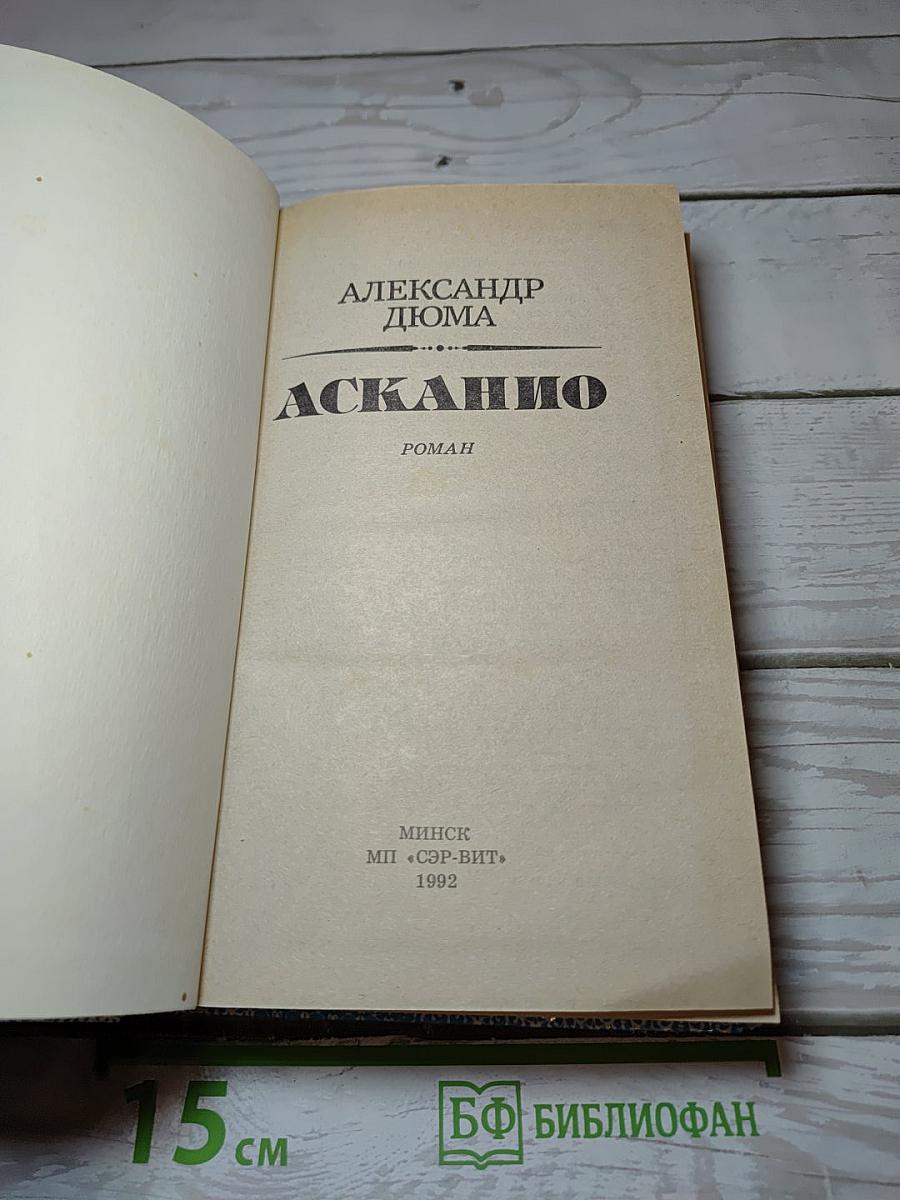 АЛЕКСАНДР
ДЮМА
АСКАНИО
РОМАН
МИНСК
МП «СЭР-ВИТ»
1992
15 см
БФ БИБЛИОФАН